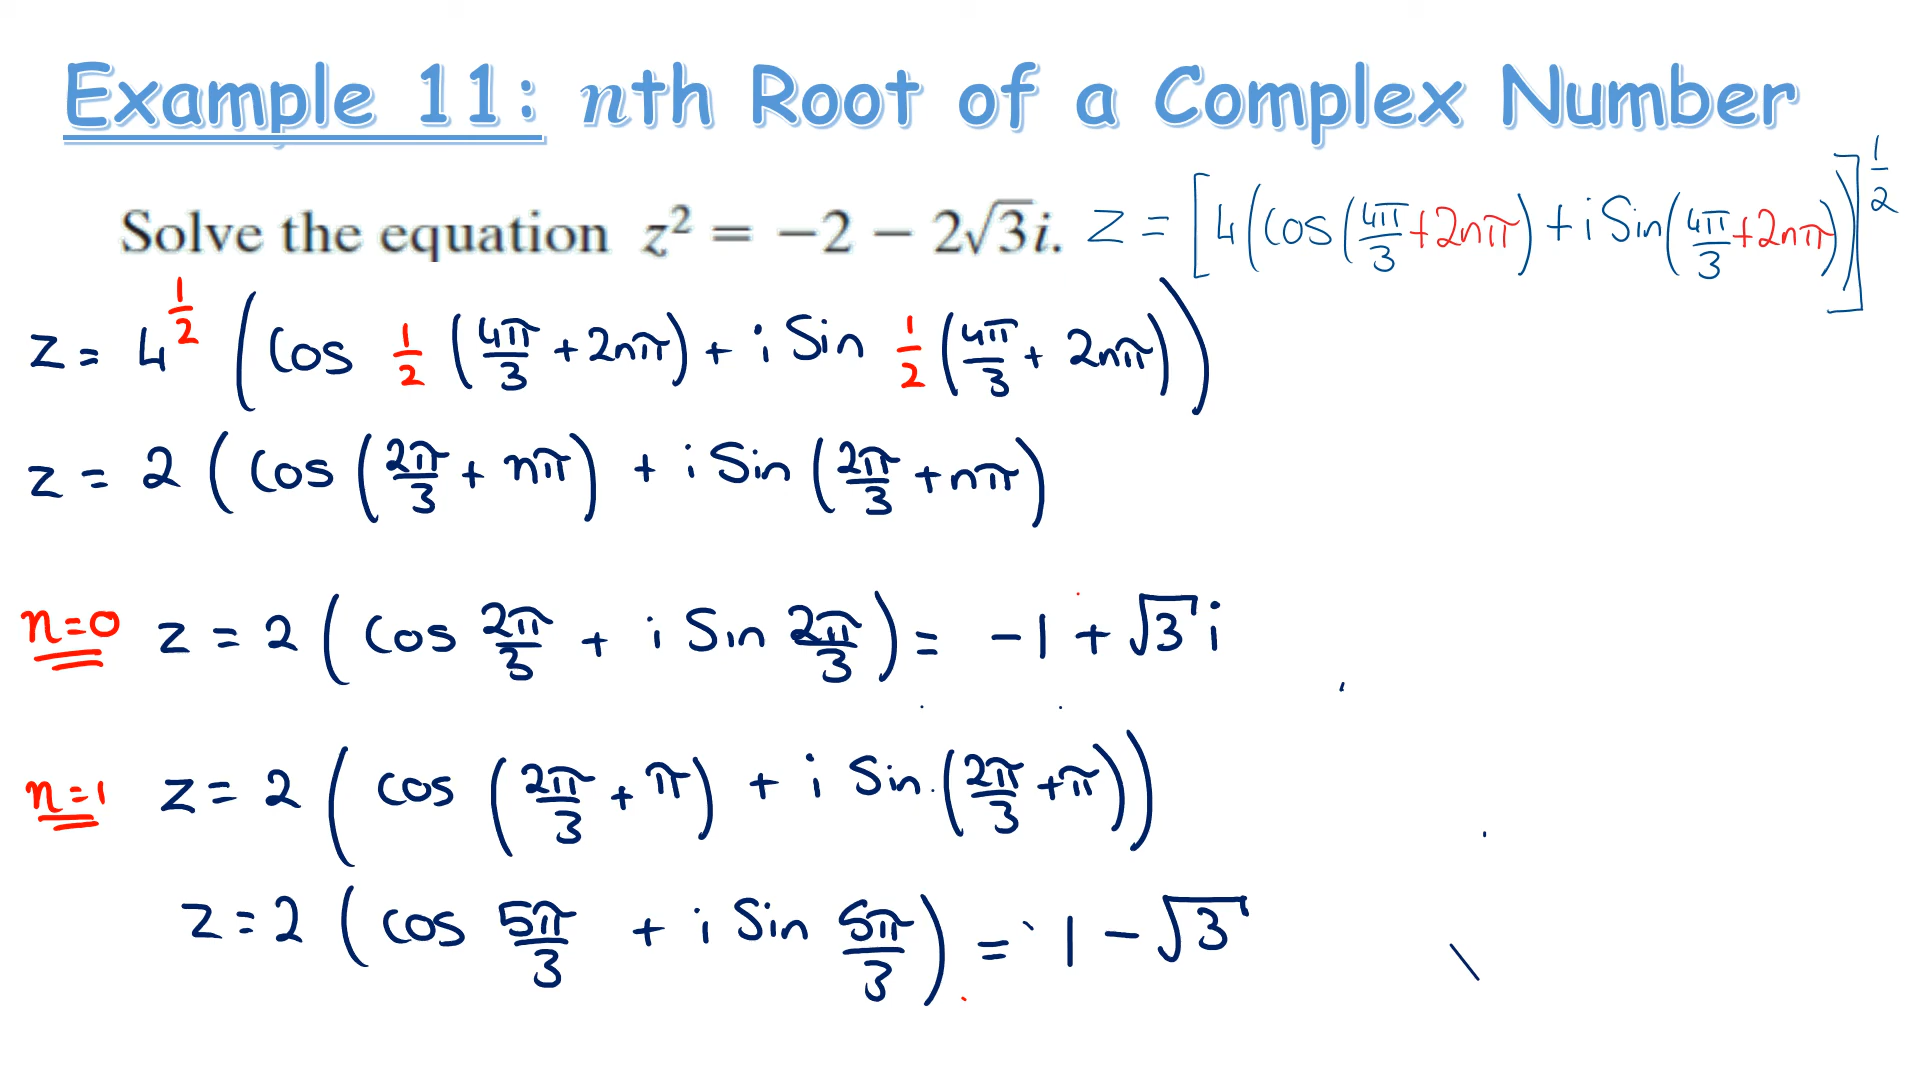 Example 11: nth Root of a Complex Number
Solve the equation z² = −2 − 2√3i.
z = [4(cos(4π/3 + 2nπ) + i Sin(4π/3 + 2nπ))]^(1/2)
z = 4^(1/2) (cos 1/2 (4π/3 + 2nπ) + i Sin 1/2 (4π/3 + 2nπ))
z = 2 (cos (2π/3 + nπ) + i Sin (2π/3 + nπ)
n=0 z = 2 (cos 2π/3 + i Sin 2π/3) = −1 + √3 i
n=1 z = 2 (cos (2π/3 + π) + i Sin (2π/3 + π))
z = 2 (cos 5π/3 + i Sin 5π/3) = 1 − √3